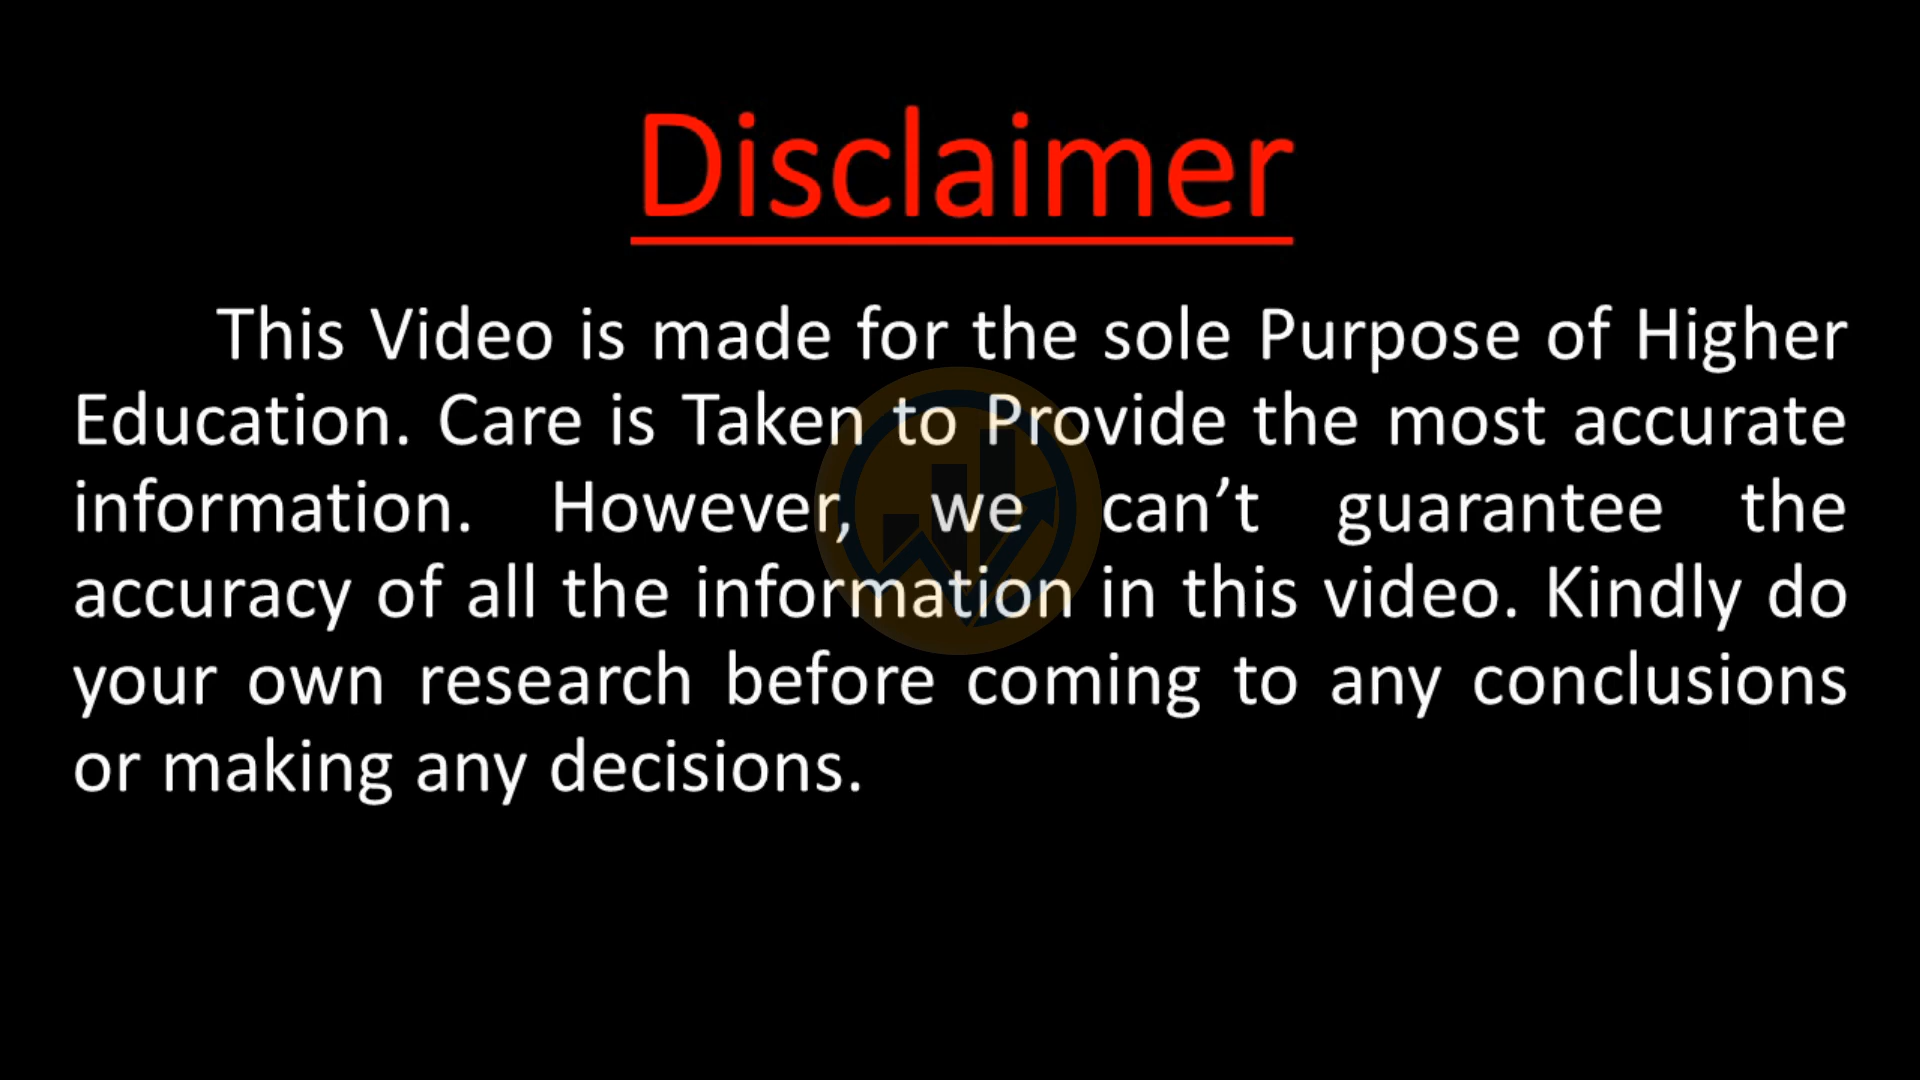 Disclaimer
This Video is made for the sole Purpose of Higher
Education. Care is Taken to Provide the most accurate
information. However, we can’t guarantee the
accuracy of all the information in this video. Kindly do
your own research before coming to any conclusions
or making any decisions.